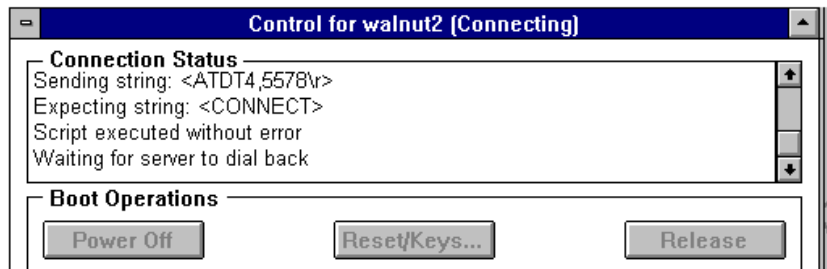 Control for walnut2 (Connecting)
Connection Status
Sending string: <ATDT4,5578\r>
Expecting string: <CONNECT>
Script executed without error
Waiting for server to dial back
Boot Operations
Power Off Reset/Keys... Release